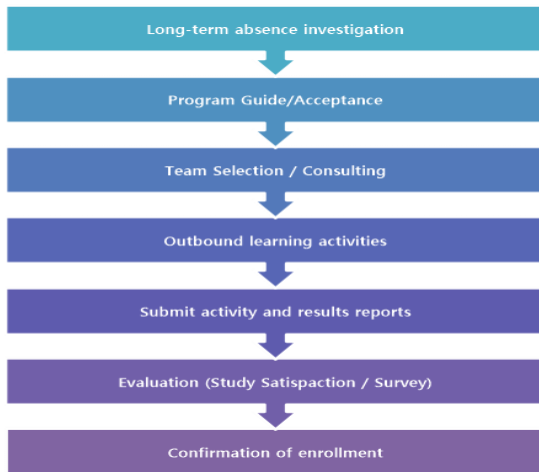 Long-term absence investigation
Program Guide/Acceptance
Team Selection / Consulting
Outbound learning activities
Submit activity and results reports
Evaluation (Study Satispaction / Survey)
Confirmation of enrollment